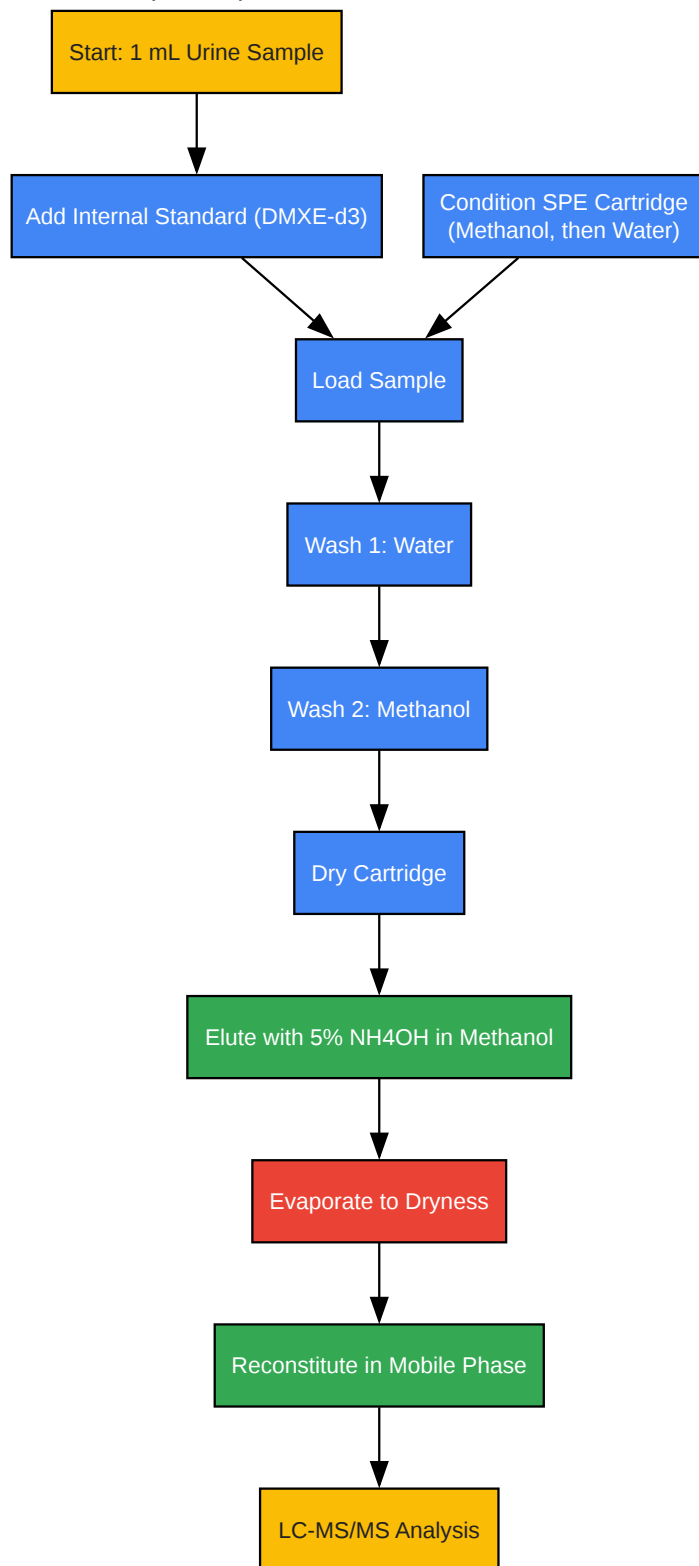 Start: 1 mL Urine Sample
Add Internal Standard (DMXE-d3)
Condition SPE Cartridge
(Methanol, then Water)
Load Sample
Wash 1: Water
Wash 2: Methanol
Dry Cartridge
Elute with 5% NH4OH in Methanol
Evaporate to Dryness
Reconstitute in Mobile Phase
LC-MS/MS Analysis